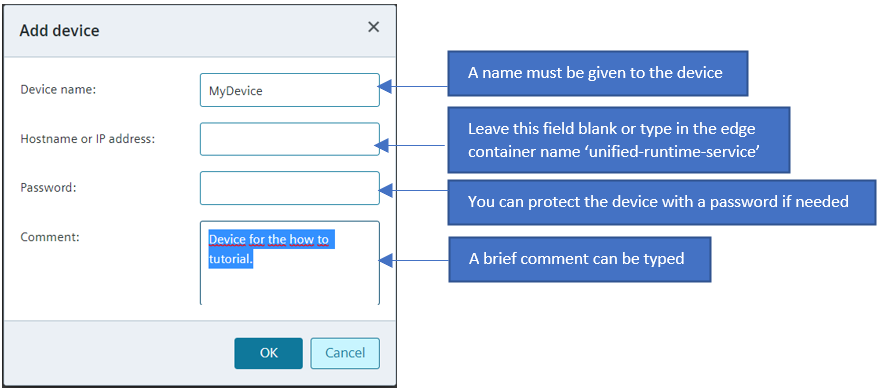 Add device
Device name:
MyDevice
A name must be given to the device
Hostname or IP address:
Leave this field blank or type in the edge
container name ‘unified-runtime-service’
Password:
You can protect the device with a password if needed
Comment:
Device for the how to
tutorial.
A brief comment can be typed
OK
Cancel